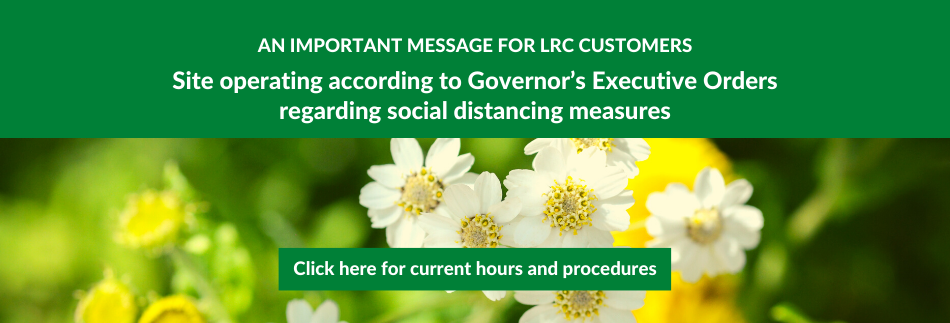 AN IMPORTANT MESSAGE FOR LRC CUSTOMERS
Site operating according to Governor’s Executive Orders
regarding social distancing measures
Click here for current hours and procedures